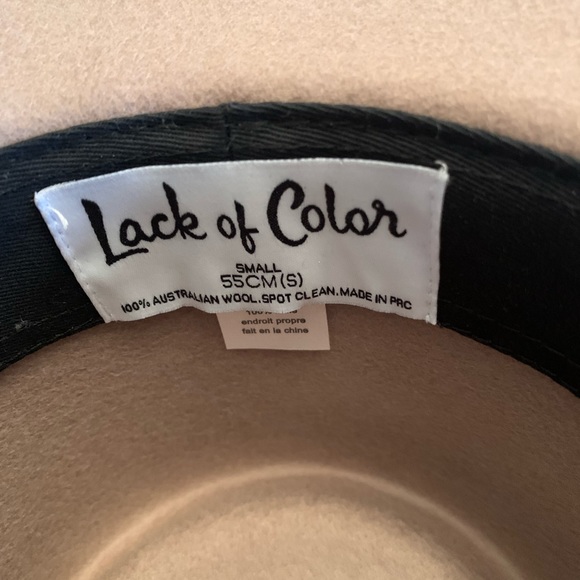 Lack of Color
SMALL
55CM(S)
100% AUSTRALIAN WOOL.SPOT CLEAN.MADE IN PRC
endroit propre
fait en la chine